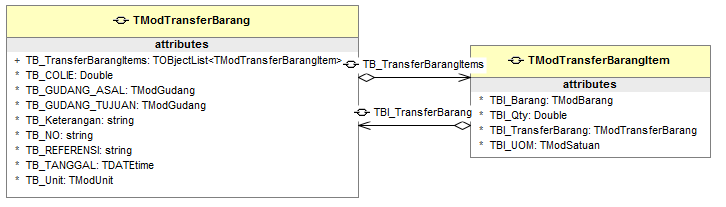 TModTransferBarang
attributes
+ TB_TransferBarangItems: TOBjectList<TModTransferBarangItem>
* TB_COLIE: Double
* TB_GUDANG_ASAL: TModGudang
* TB_GUDANG_TUJUAN: TModGudang
* TB_Keterangan: string
* TB_NO: string
* TB_REFERENSI: string
* TB_TANGGAL: TDATEtime
* TB_Unit: TModUnit
TB_TransferBarangItems
TBI_TransferBarang
TModTransferBarangItem
attributes
* TBI_Barang: TModBarang
* TBI_Qty: Double
* TBI_TransferBarang: TModTransferBarang
* TBI_UOM: TModSatuan